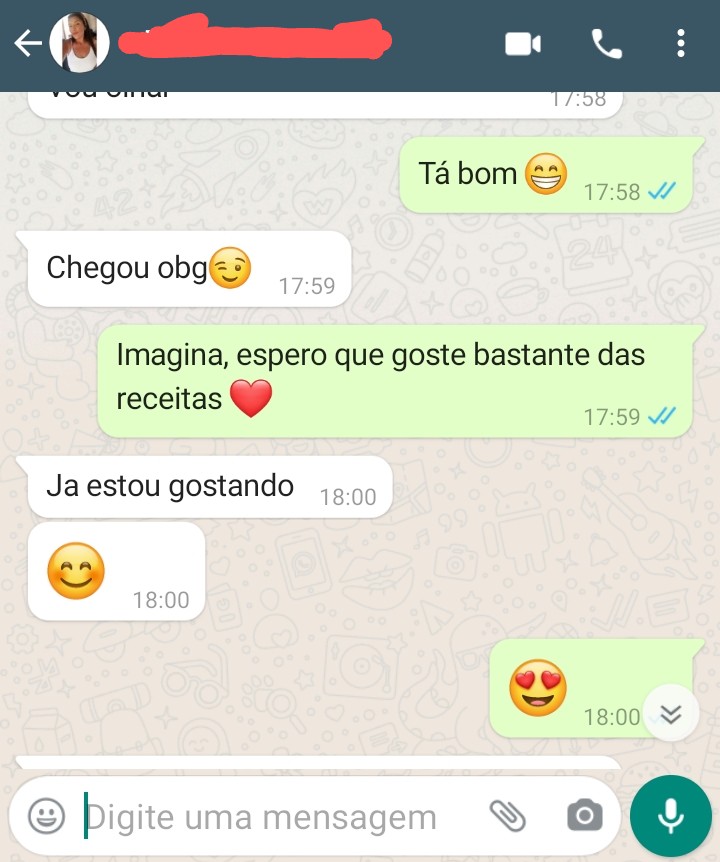 17:58
Tá bom😁 17:58
Chegou obg😉 17:59
Imagina, espero que goste bastante das
receitas❤️ 17:59
Ja estou gostando 18:00
😊 18:00
😍 18:00
Digite uma mensagem